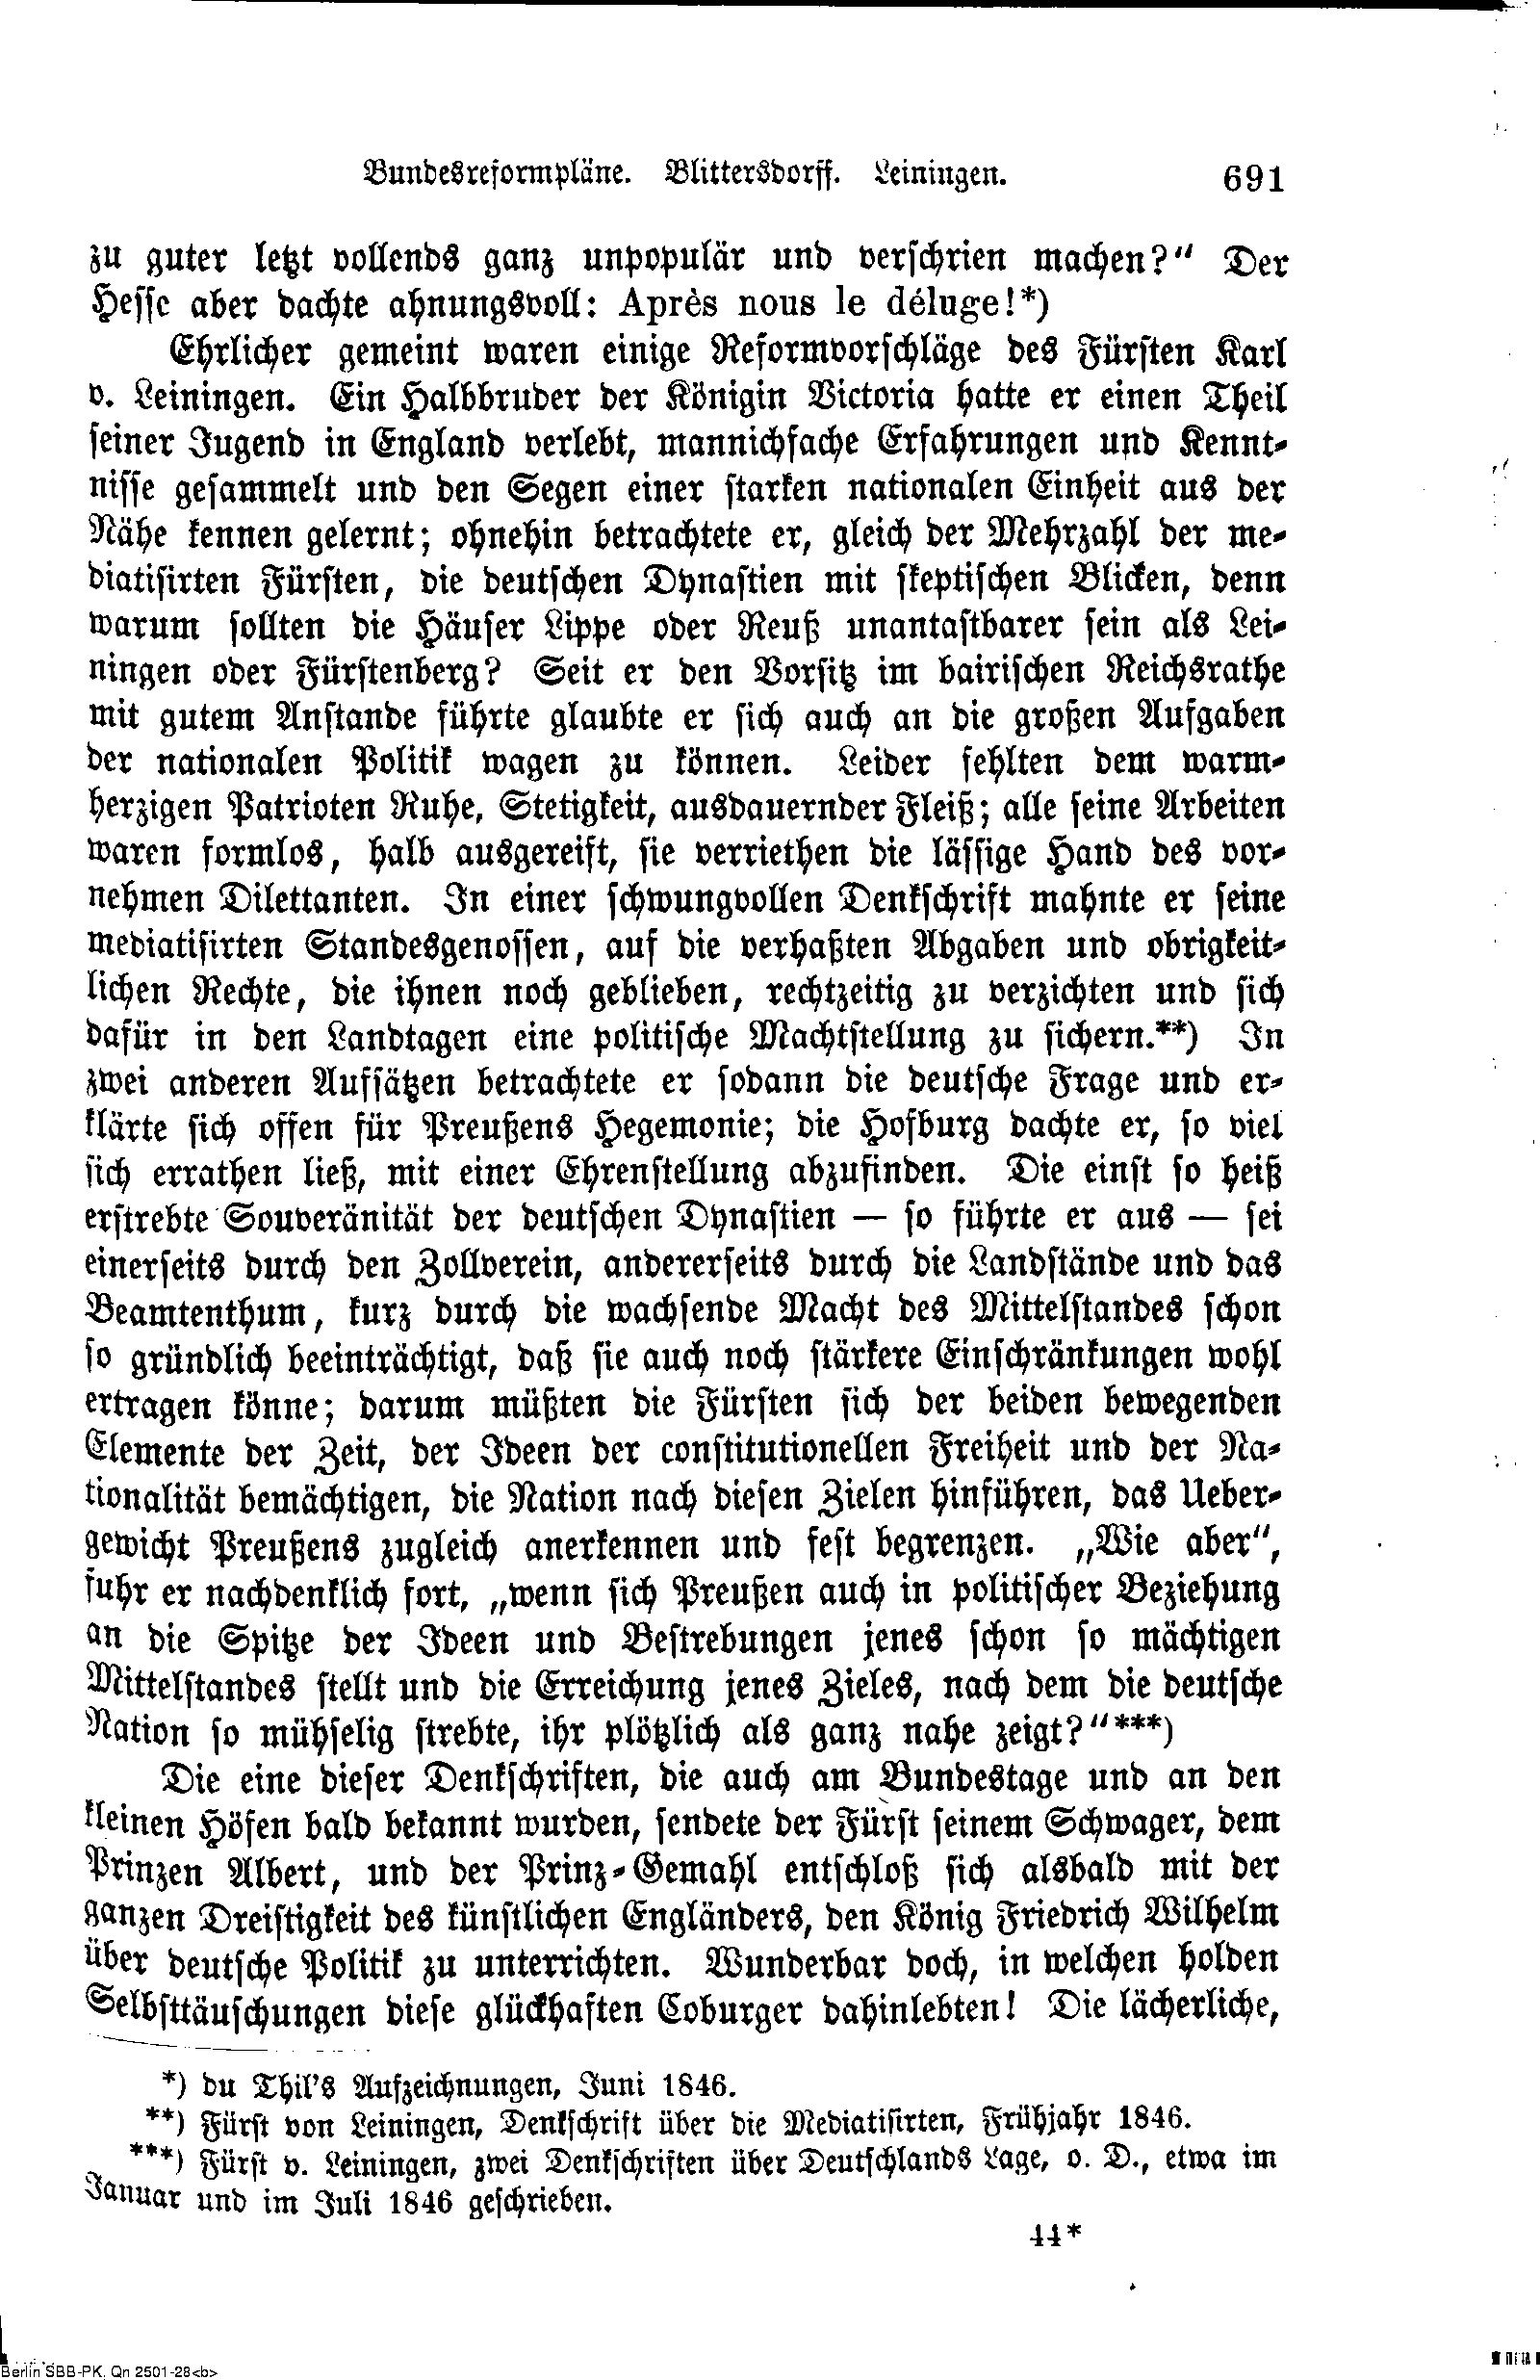 Bundesreformpläne. Blittersdorff. Leiningen. 691
zu guter letzt vollends ganz unpopulär und verschrien machen?“ Der
Hesse aber dachte ahnungsvoll: Après nous le déluge!*)
Ehrlicher gemeint waren einige Reformvorschläge des Fürsten Karl
v. Leiningen. Ein Halbbruder der Königin Victoria hatte er einen Theil
seiner Jugend in England verlebt, mannichfache Erfahrungen und Kennt-
nisse gesammelt und den Segen einer starken nationalen Einheit aus der
Nähe kennen gelernt; ohnehin betrachtete er, gleich der Mehrzahl der me-
diatisirten Fürsten, die deutschen Dynastien mit skeptischen Blicken, denn
warum sollten die Häuser Lippe oder Reuß unantastbarer sein als Lei-
ningen oder Fürstenberg? Seit er den Vorsitz im bairischen Reichsrathe
mit gutem Anstande führte glaubte er sich auch an die großen Aufgaben
der nationalen Politik wagen zu können. Leider fehlten dem warm-
herzigen Patrioten Ruhe, Stetigkeit, ausdauernder Fleiß; alle seine Arbeiten
waren formlos, halb ausgereift, sie verriethen die lässige Hand des vor-
nehmen Dilettanten. In einer schwungvollen Denkschrift mahnte er seine
mediatisirten Standesgenossen, auf die verhaßten Abgaben und obrigkeit-
lichen Rechte, die ihnen noch geblieben, rechtzeitig zu verzichten und sich
dafür in den Landtagen eine politische Machtstellung zu sichern.**) In
zwei anderen Aufsätzen betrachtete er sodann die deutsche Frage und er-
klärte sich offen für Preußens Hegemonie; die Hofburg dachte er, so viel
sich errathen ließ, mit einer Ehrenstellung abzufinden. Die einst so heiß
erstrebte Souveränität der deutschen Dynastien — so führte er aus — sei
einerseits durch den Zollverein, andererseits durch die Landstände und das
Beamtenthum, kurz durch die wachsende Macht des Mittelstandes schon
so gründlich beeinträchtigt, daß sie auch noch stärkere Einschränkungen wohl
ertragen könne; darum müßten die Fürsten sich der beiden bewegenden
Elemente der Zeit, der Ideen der constitutionellen Freiheit und der Na-
tionalität bemächtigen, die Nation nach diesen Zielen hinführen, das Ueber-
gewicht Preußens zugleich anerkennen und fest begrenzen. „Wie aber“,
fuhr er nachdenklich fort, „wenn sich Preußen auch in politischer Beziehung
an die Spitze der Ideen und Bestrebungen jenes schon so mächtigen
Mittelstandes stellt und die Erreichung jenes Zieles, nach dem die deutsche
Nation so mühselig strebte, ihr plötzlich als ganz nahe zeigt?“***)
Die eine dieser Denkschriften, die auch am Bundestage und an den
kleinen Höfen bald bekannt wurden, sendete der Fürst seinem Schwager, dem
Prinzen Albert, und der Prinz-Gemahl entschloß sich alsbald mit der
ganzen Dreistigkeit des künstlichen Engländers, den König Friedrich Wilhelm
über deutsche Politik zu unterrichten. Wunderbar doch, in welchen holden
Selbsttäuschungen diese glückhaften Coburger dahinlebten! Die lächerliche,
*) du Thil's Aufzeichnungen, Juni 1846.
**) Fürst von Leiningen, Denkschrift über die Mediatisirten, Frühjahr 1846.
***) Fürst v. Leiningen, zwei Denkschriften über Deutschlands Lage, o. D., etwa im
Januar und im Juli 1846 geschrieben.
44*
Berlin SBB-PK, Qn 2501-28<b>